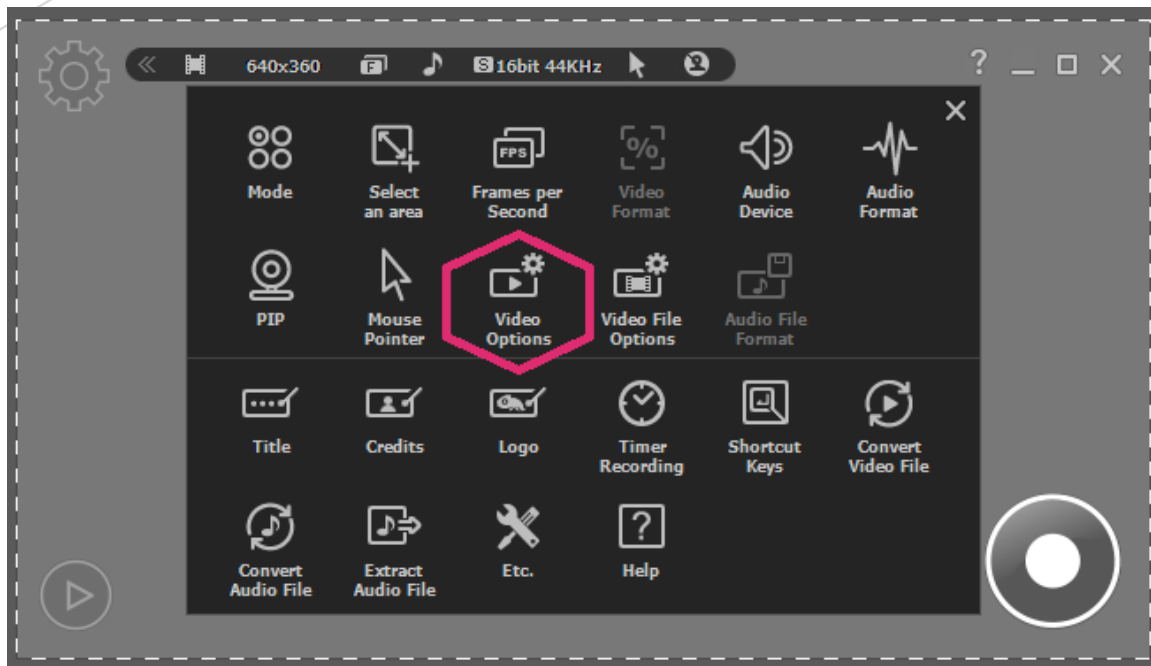 640x360
F
S 16bit 44KHz
?
Mode
Select
an area
FPS
Frames per
Second
%
Video
Format
Audio
Device
Audio
Format
PIP
Mouse
Pointer
Video
Options
Video File
Options
Audio File
Format
Title
Credits
Logo
Timer
Recording
Shortcut
Keys
Convert
Video File
Convert
Audio File
Extract
Audio File
Etc.
?
Help